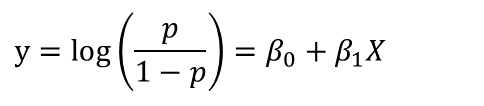 y = log(p / (1 − p)) = β₀ + β₁X